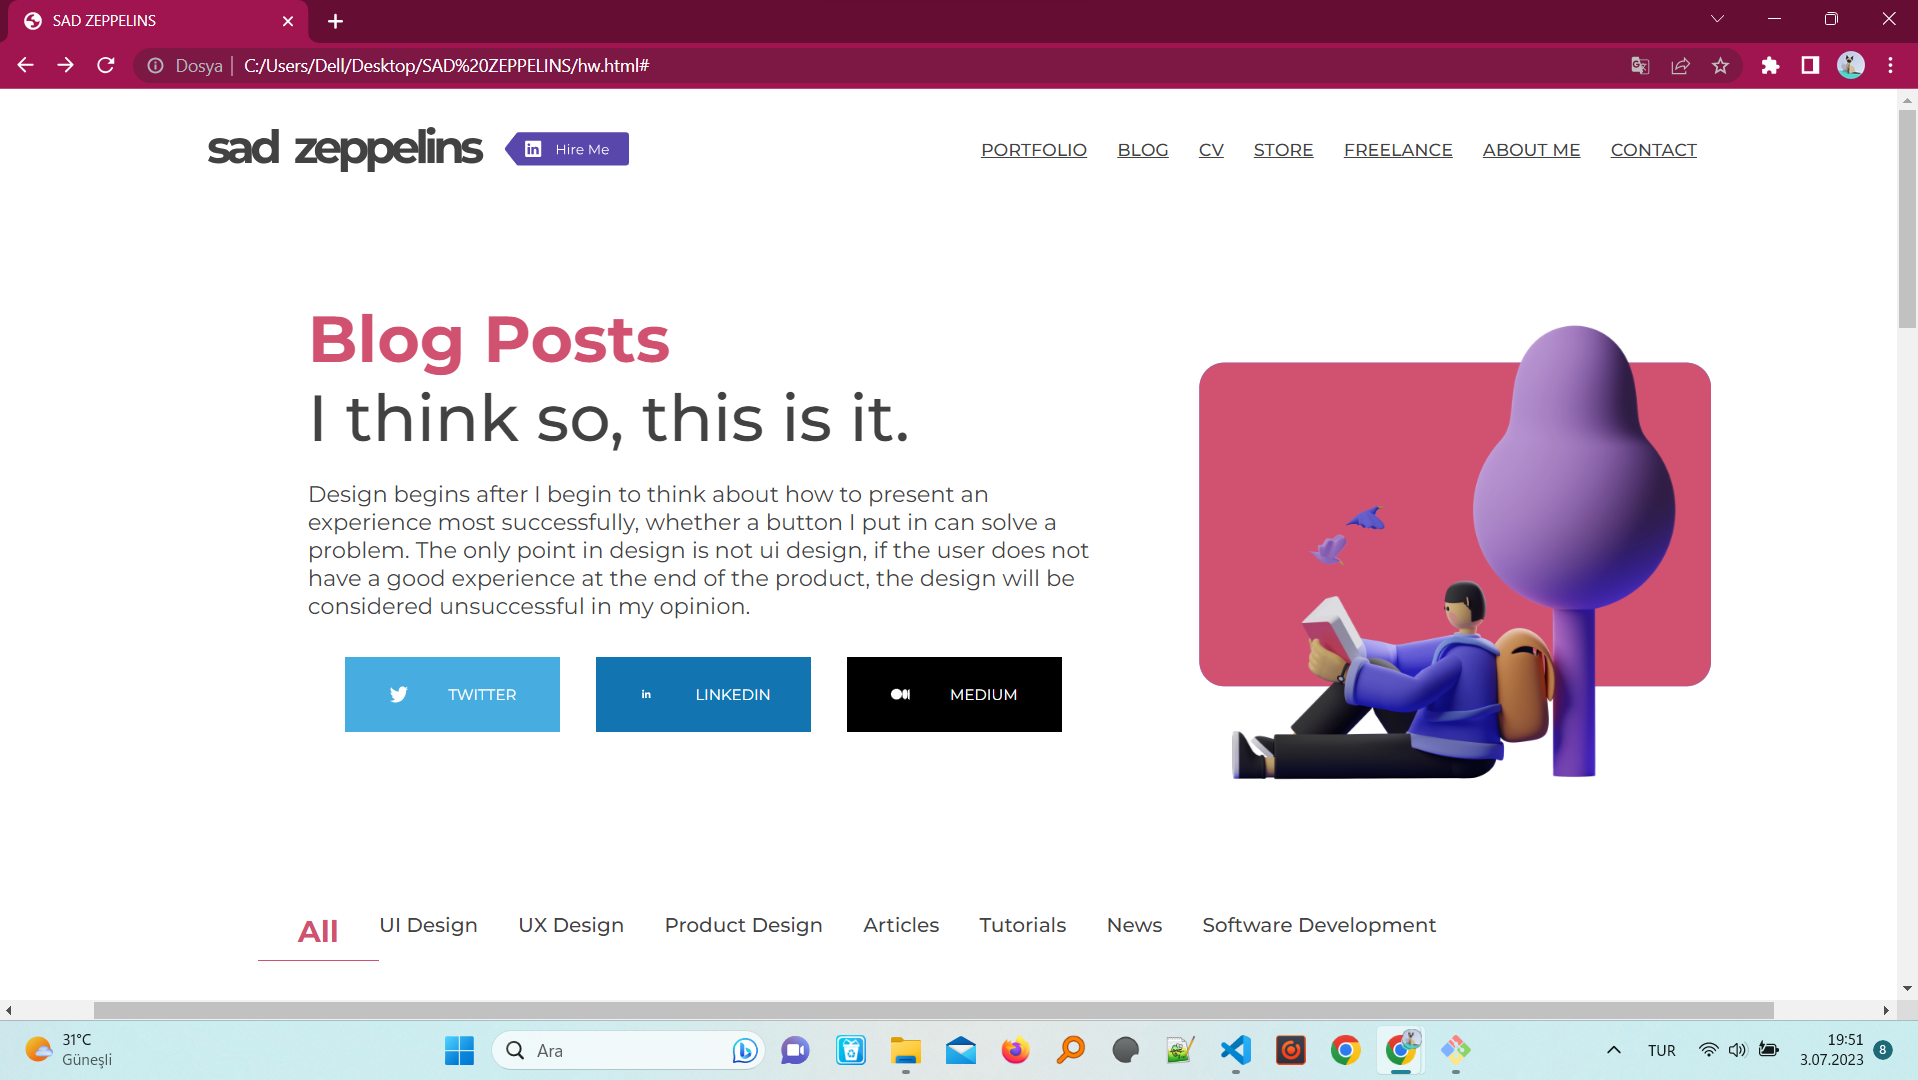 SAD ZEPPELINS
Dosya
C:/Users/Dell/Desktop/SAD%20ZEPPELINS/hw.html#
sad zeppelins
in Hire Me
PORTFOLIO BLOG CV STORE FREELANCE ABOUT ME CONTACT
Blog Posts
I think so, this is it.
Design begins after I begin to think about how to present an
experience most successfully, whether a button I put in can solve a
problem. The only point in design is not ui design, if the user does not
have a good experience at the end of the product, the design will be
considered unsuccessful in my opinion.
TWITTER in LINKEDIN MEDIUM
All UI Design UX Design Product Design Articles Tutorials News Software Development
31°C
Güneşli
Ara
TUR
19:51
3.07.2023
8